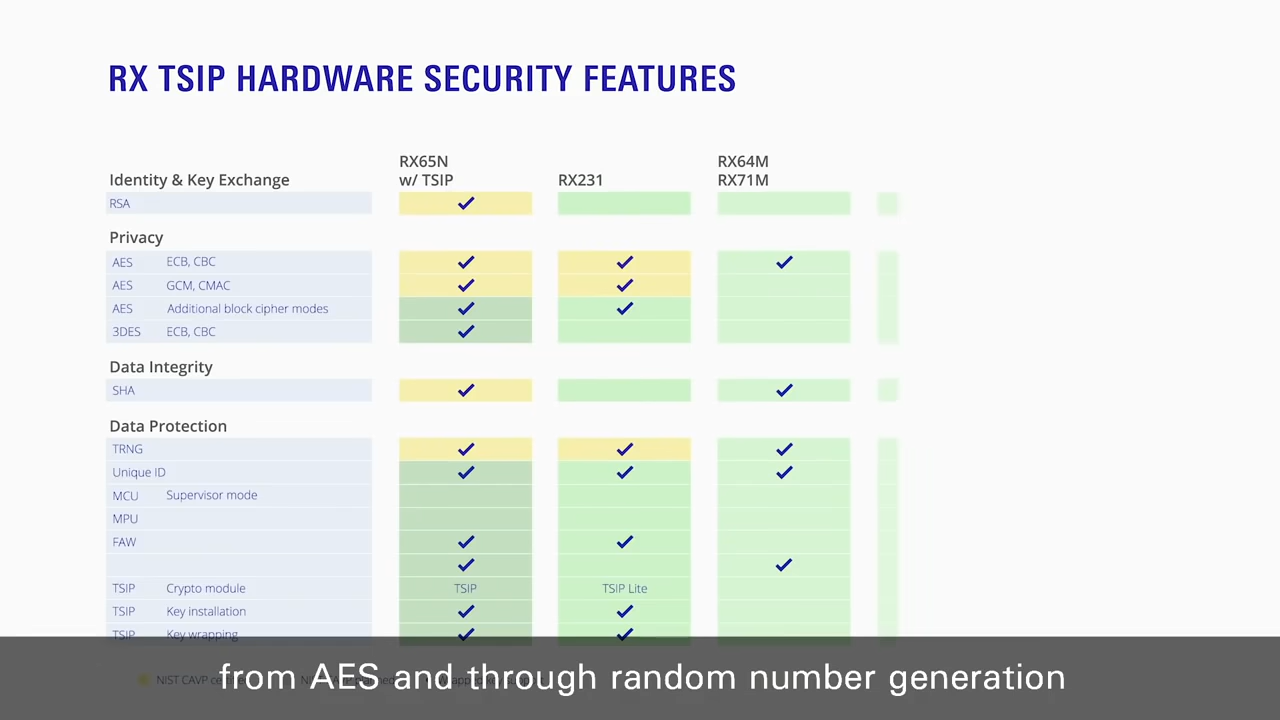 RX TSIP HARDWARE SECURITY FEATURES
RX65N
w/ TSIP
RX231
RX64M
RX71M
Identity & Key Exchange
RSA ✓
Privacy
AES ECB, CBC ✓ ✓ ✓
AES GCM, CMAC ✓ ✓
AES Additional block cipher modes ✓ ✓
3DES ECB, CBC ✓
Data Integrity
SHA ✓ ✓
Data Protection
TRNG ✓ ✓ ✓
Unique ID ✓ ✓ ✓
MCU Supervisor mode
MPU
FAW ✓ ✓
✓ ✓
TSIP Crypto module TSIP TSIP Lite
TSIP Key installation ✓ ✓
TSIP Key wrapping ✓ ✓
NIST CAVP
from AES and through random number generation